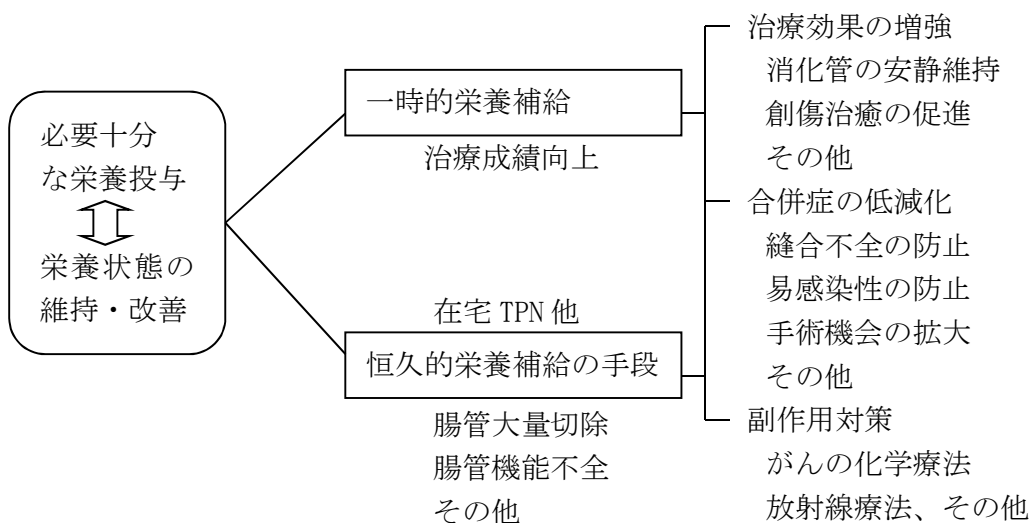 必要十分
な栄養投与
栄養状態の
維持・改善
一時的栄養補給
治療成績向上
在宅 TPN 他
恒久的栄養補給の手段
腸管大量切除
腸管機能不全
その他
治療効果の増強
消化管の安静維持
創傷治癒の促進
その他
合併症の低減化
縫合不全の防止
易感染性の防止
手術機会の拡大
その他
副作用対策
がんの化学療法
放射線療法、その他